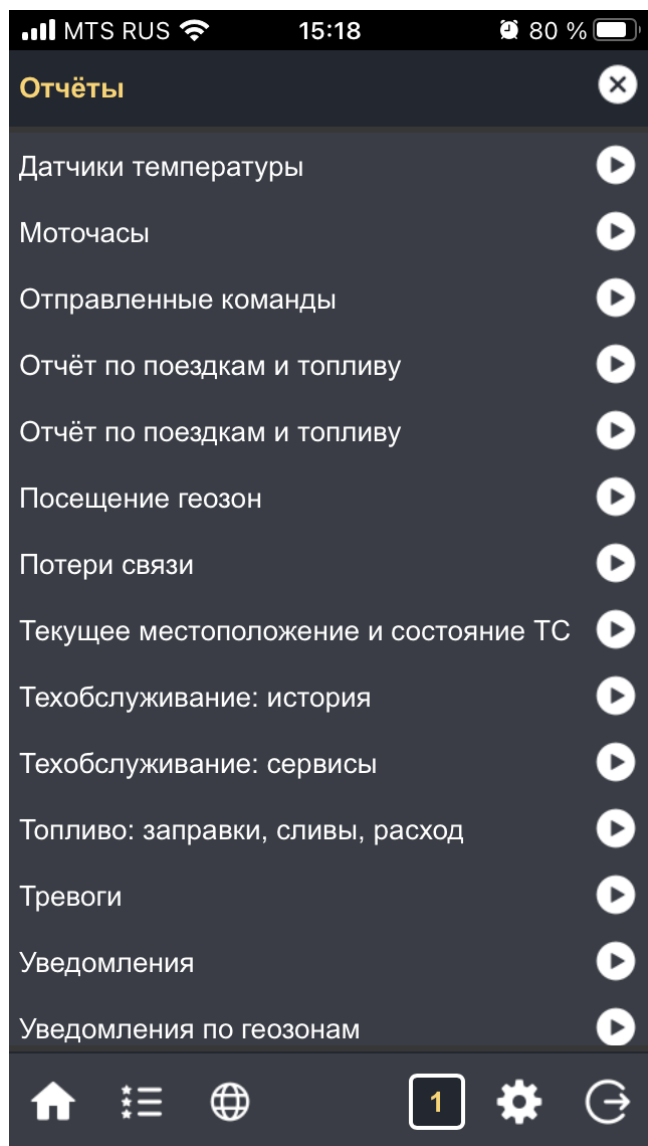 MTS RUS 15:18 80 %
Отчёты
Датчики температуры
Моточасы
Отправленные команды
Отчёт по поездкам и топливу
Отчёт по поездкам и топливу
Посещение геозон
Потери связи
Текущее местоположение и состояние ТС
Техобслуживание: история
Техобслуживание: сервисы
Топливо: заправки, сливы, расход
Тревоги
Уведомления
Уведомления по геозонам
1